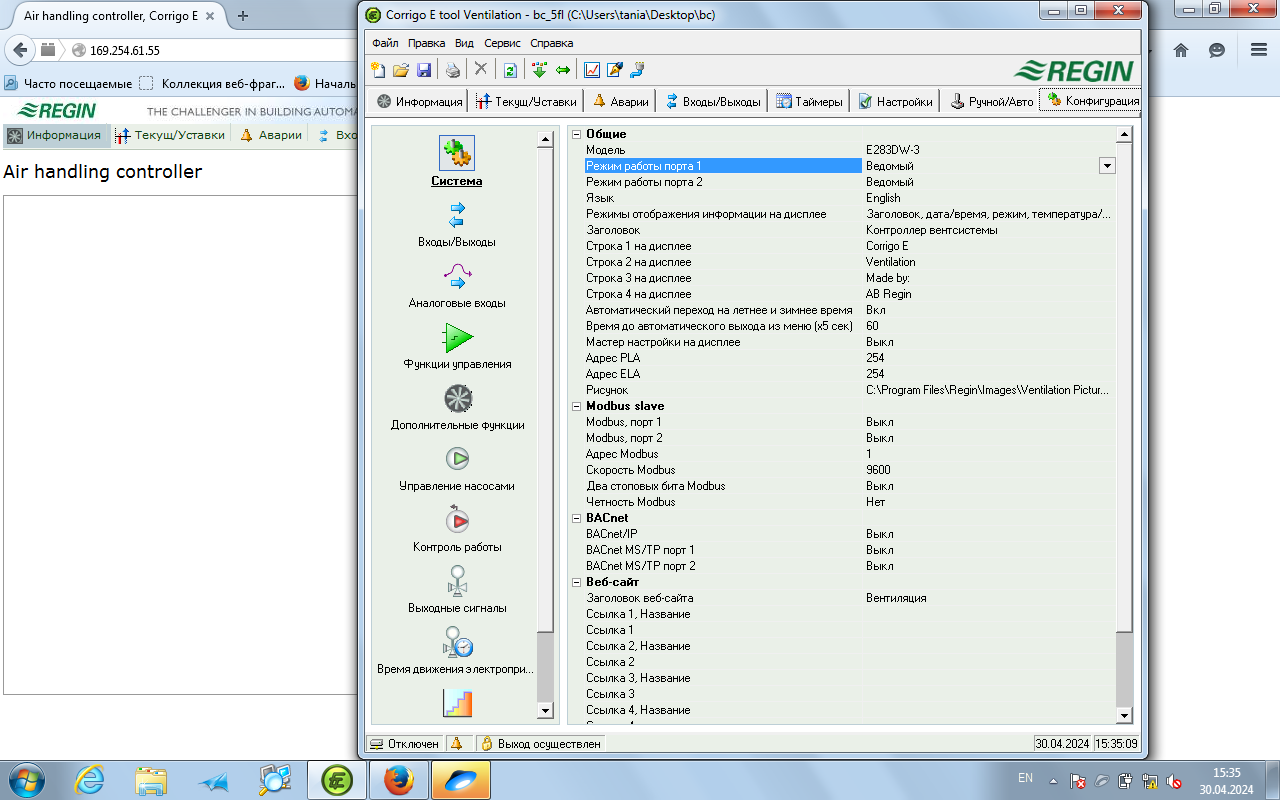 Air handling controller, Corrigo E
169.254.61.55
Часто посещаемые
Коллекция веб-фраг...
Началь
REGIN
THE CHALLENGER IN BUILDING AUTOMA
Информация
Текущ/Уставки
Аварии
Вхо
Air handling controller
Corrigo E tool Ventilation - bc_5fl (C:\Users\tania\Desktop\bc)
Файл
Правка
Вид
Сервис
Справка
REGIN
Информация
Текущ/Уставки
Аварии
Входы/Выходы
Таймеры
Настройки
Ручной/Авто
Конфигурация
Система
Входы/Выходы
Аналоговые входы
Функции управления
Дополнительные функции
Управление насосами
Контроль работы
Выходные сигналы
Время движения электропри...
Общие
Модель E283DW-3
Режим работы порта 1 Ведомый
Режим работы порта 2 Ведомый
Язык English
Режимы отображения информации на дисплее Заголовок, дата/время, режим, температура/...
Заголовок Контроллер вентсистемы
Строка 1 на дисплее Corrigo E
Строка 2 на дисплее Ventilation
Строка 3 на дисплее Made by:
Строка 4 на дисплее AB Regin
Автоматический переход на летнее и зимнее время Вкл
Время до автоматического выхода из меню (x5 сек) 60
Мастер настройки на дисплее Выкл
Адрес PLA 254
Адрес ELA 254
Рисунок C:\Program Files\Regin\Images\Ventilation Pictur...
Modbus slave
Modbus, порт 1 Выкл
Modbus, порт 2 Выкл
Адрес Modbus 1
Скорость Modbus 9600
Два стоповых бита Modbus Выкл
Четность Modbus Нет
BACnet
BACnet/IP Выкл
BACnet MS/TP порт 1 Выкл
BACnet MS/TP порт 2 Выкл
Веб-сайт
Заголовок веб-сайта Вентиляция
Ссылка 1, Название
Ссылка 1
Ссылка 2, Название
Ссылка 2
Ссылка 3, Название
Ссылка 3
Ссылка 4, Название
Отключен
Выход осуществлен
30.04.2024
15:35:09
EN
15:35
30.04.2024